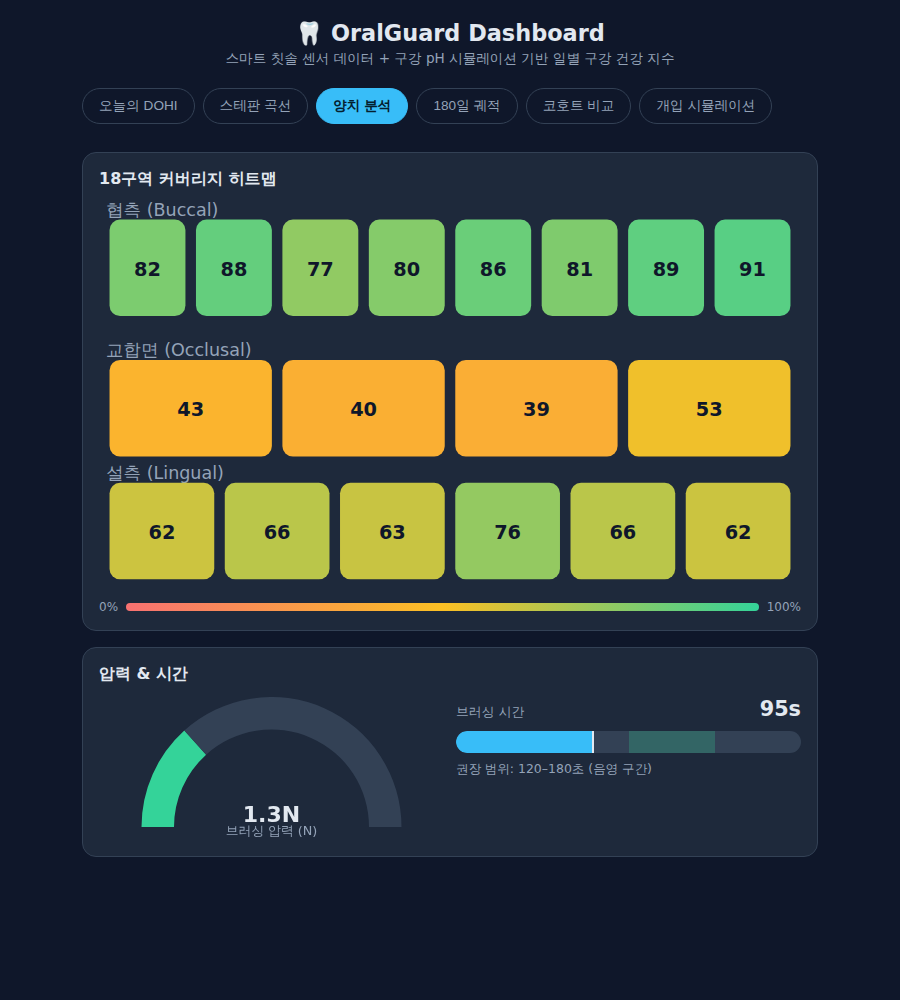 🦷 OralGuard Dashboard
스마트 칫솔 센서 데이터 + 구강 pH 시뮬레이션 기반 일별 구강 건강 지수
오늘의 DOHI 스테판 곡선 양치 분석 180일 궤적 코호트 비교 개입 시뮬레이션
18구역 커버리지 히트맵
협측 (Buccal)
82 88 77 80 86 81 89 91
교합면 (Occlusal)
43 40 39 53
설측 (Lingual)
62 66 63 76 66 62
0% 100%
압력 & 시간
브러싱 시간 95s
권장 범위: 120–180초 (음영 구간)
1.3N
브러싱 압력 (N)